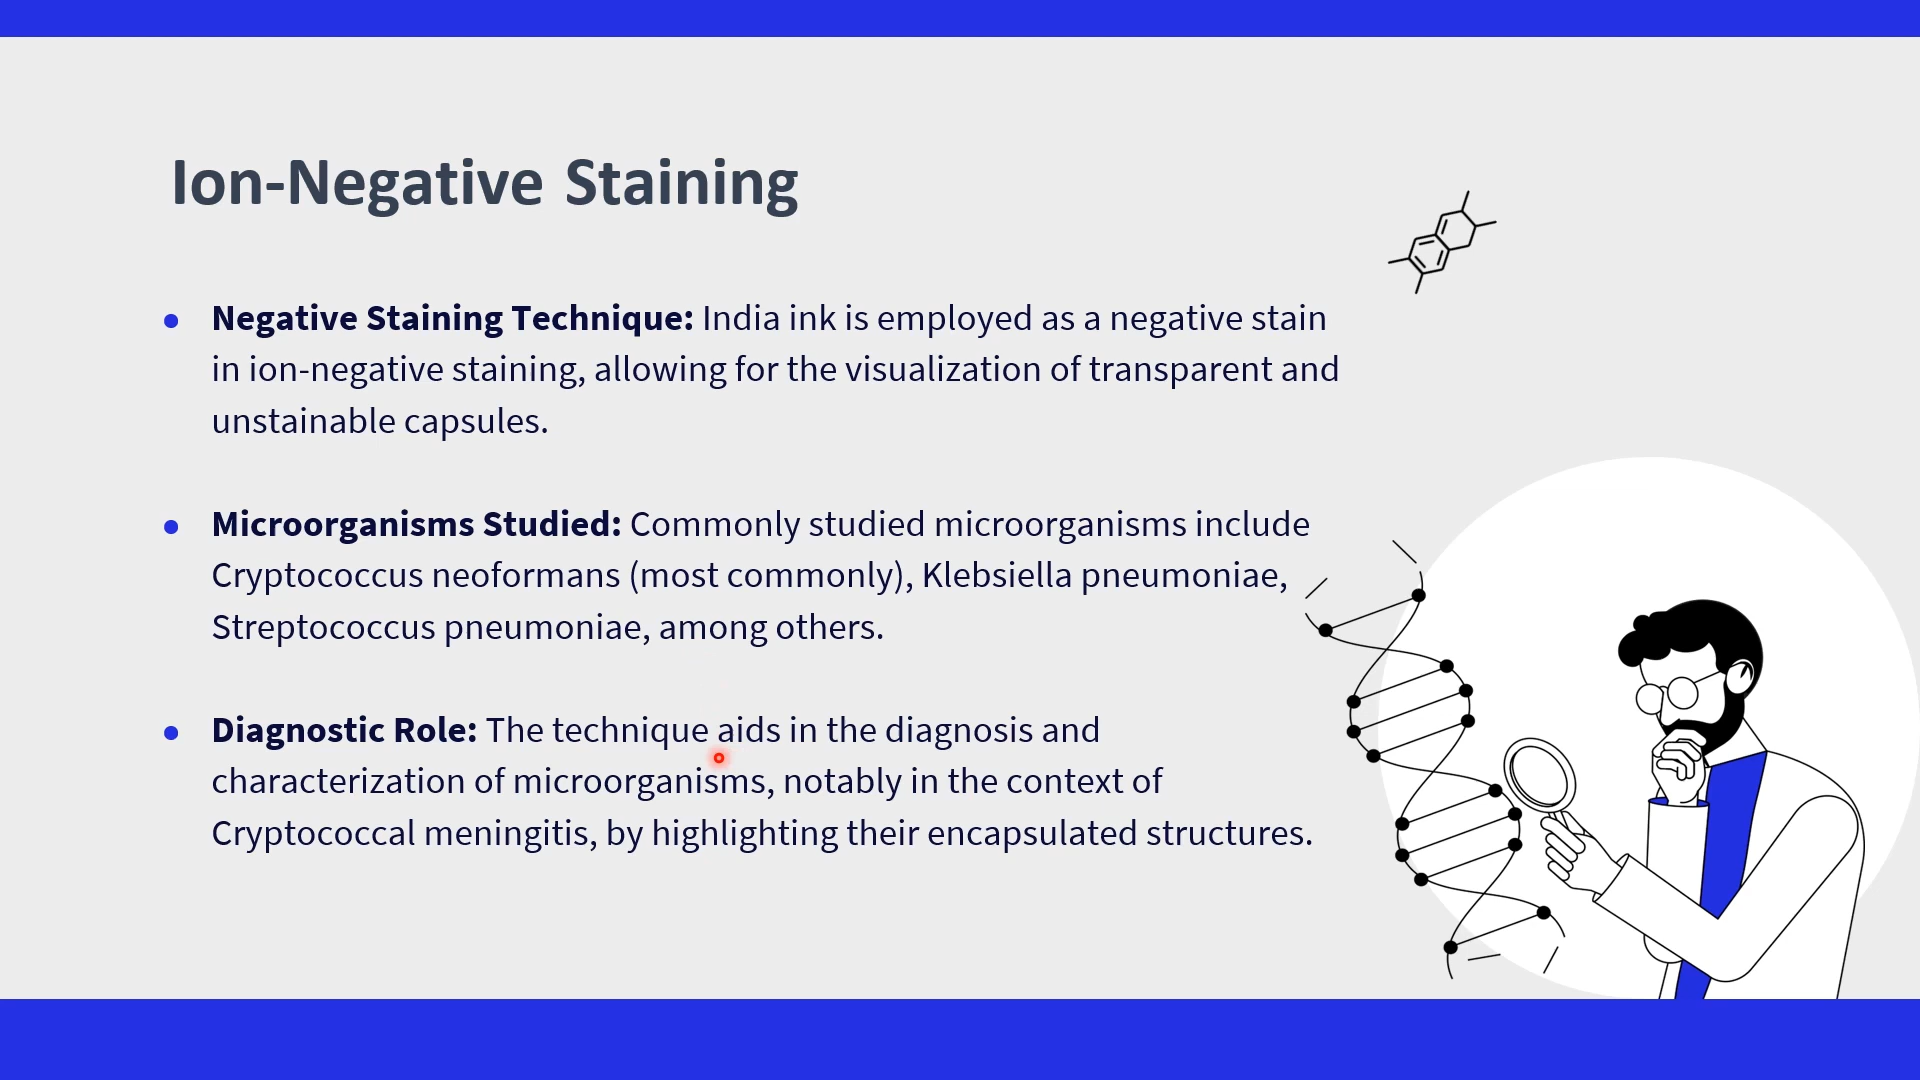 Ion-Negative Staining
• Negative Staining Technique: India ink is employed as a negative stain
in ion-negative staining, allowing for the visualization of transparent and
unstainable capsules.
• Microorganisms Studied: Commonly studied microorganisms include
Cryptococcus neoformans (most commonly), Klebsiella pneumoniae,
Streptococcus pneumoniae, among others.
• Diagnostic Role: The technique aids in the diagnosis and
characterization of microorganisms, notably in the context of
Cryptococcal meningitis, by highlighting their encapsulated structures.